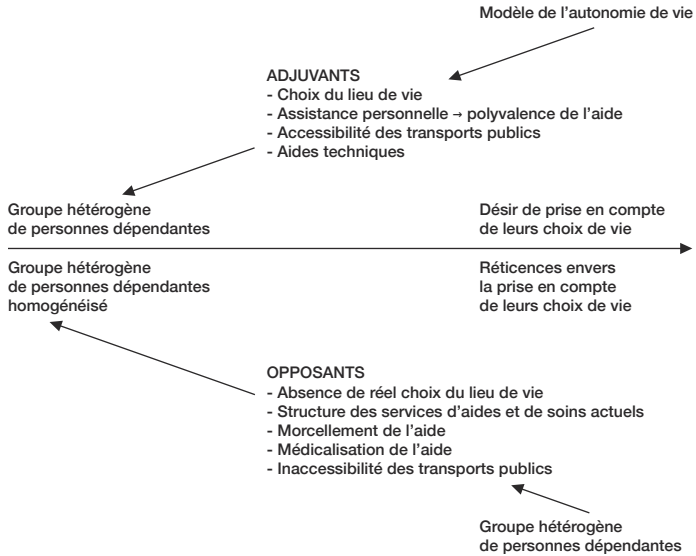 Modèle de l'autonomie de vie
ADJUVANTS
- Choix du lieu de vie
- Assistance personnelle → polyvalence de l'aide
- Accessibilité des transports publics
- Aides techniques
Groupe hétérogène
de personnes dépendantes
Désir de prise en compte
de leurs choix de vie
Groupe hétérogène
de personnes dépendantes
homogénéisé
Réticences envers
la prise en compte
de leurs choix de vie
OPPOSANTS
- Absence de réel choix du lieu de vie
- Structure des services d'aides et de soins actuels
- Morcellement de l'aide
- Médicalisation de l'aide
- Inaccessibilité des transports publics
Groupe hétérogène
de personnes dépendantes